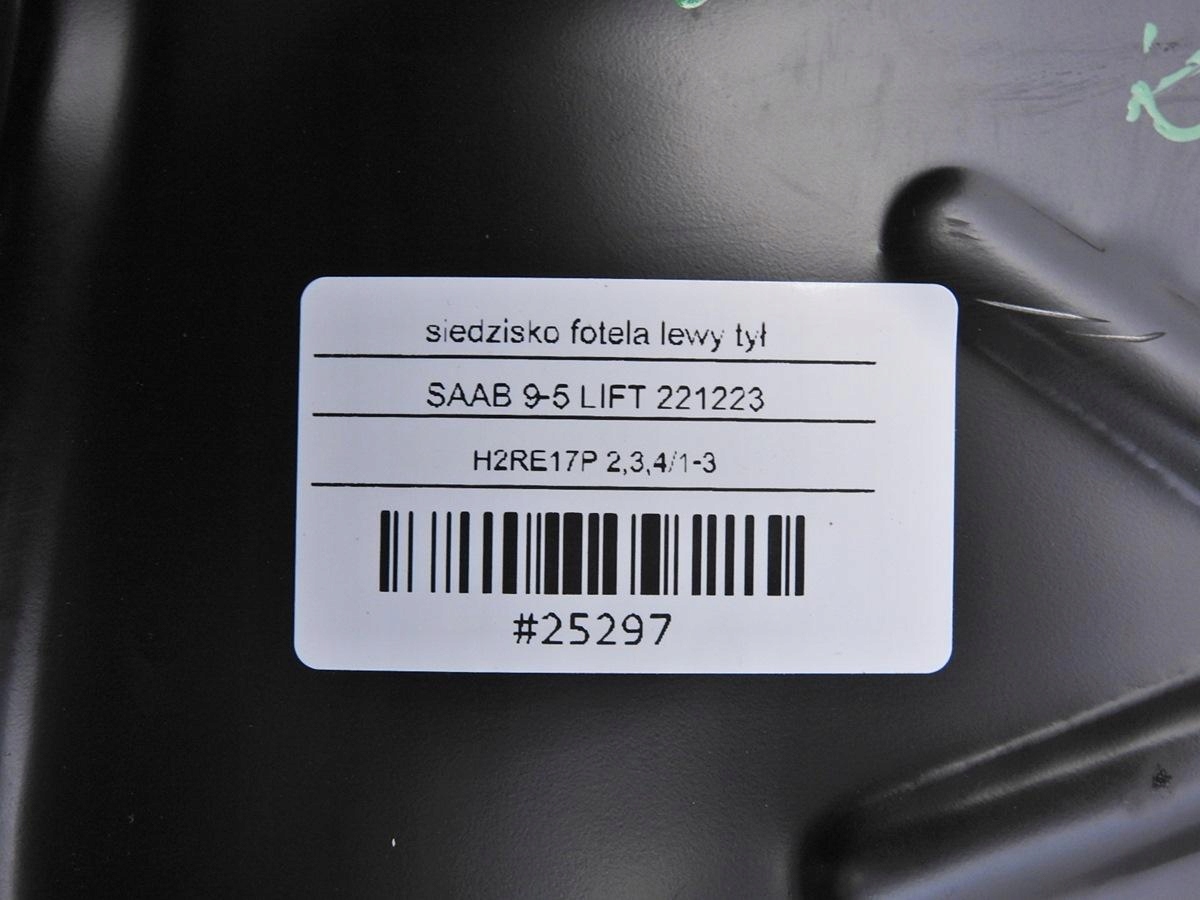 siedzisko fotela lewy tył
SAAB 9-5 LIFT 221223
H2RE17P 2,3,4/1-3
#25297